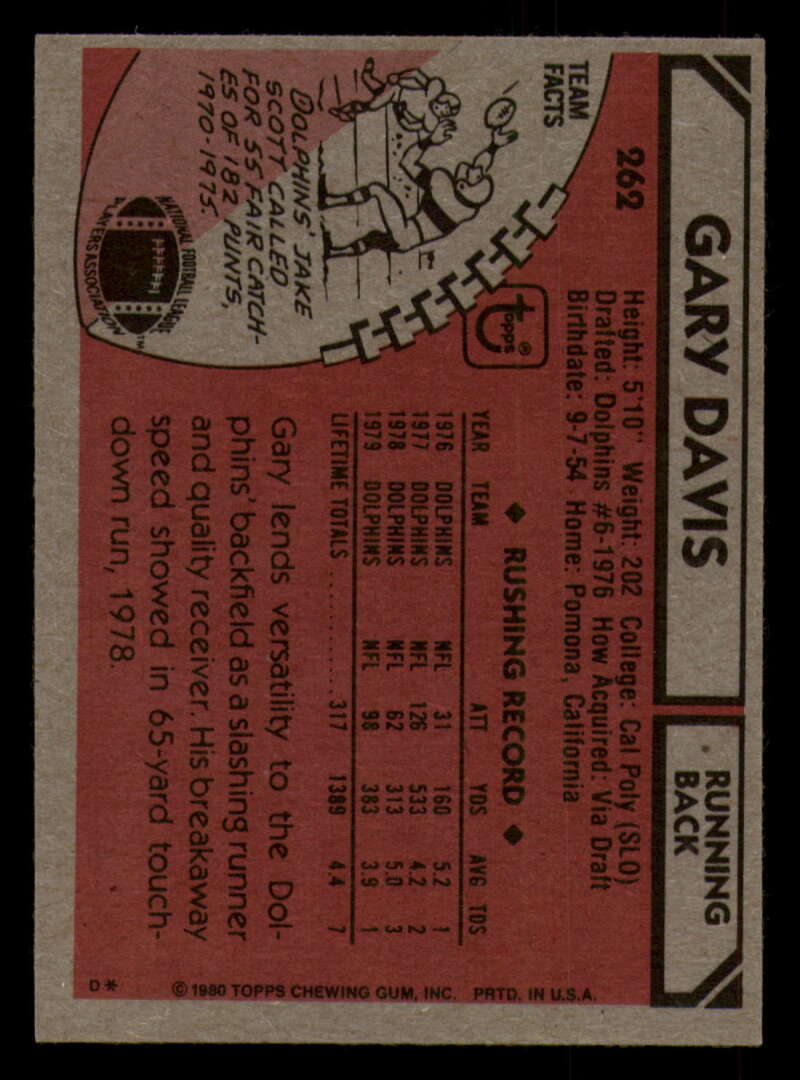 262
GARY DAVIS
RUNNING
BACK
Height: 5'10" Weight: 202 College: Cal Poly (SLO)
Drafted: Dolphins #6-1976 How Acquired: Via Draft
Birthdate: 9-7-54 Home: Pomona, California
TEAM
FACTS
DOLPHINS' JAKE
SCOTT CALLED
FOR 55 FAIR CATCH-
ES OF 182 PUNTS,
1970-1975.
NATIONAL FOOTBALL LEAGUE
PLAYERS ASSOCIATION
TM
topps®
◆ RUSHING RECORD ◆
YEAR TEAM ATT YDS AVG TDS
1976 DOLPHINS NFL 31 160 5.2 1
1977 DOLPHINS NFL 126 533 4.2 2
1978 DOLPHINS NFL 62 313 5.0 3
1979 DOLPHINS NFL 98 383 3.9 1
LIFETIME TOTALS .......... 317 1389 4.4 7
Gary lends versatility to the Dol-
phins' backfield as a slashing runner
and quality receiver. His breakaway
speed showed in 65-yard touch-
down run, 1978.
© 1980 TOPPS CHEWING GUM, INC. PRTD. IN U.S.A.
D*